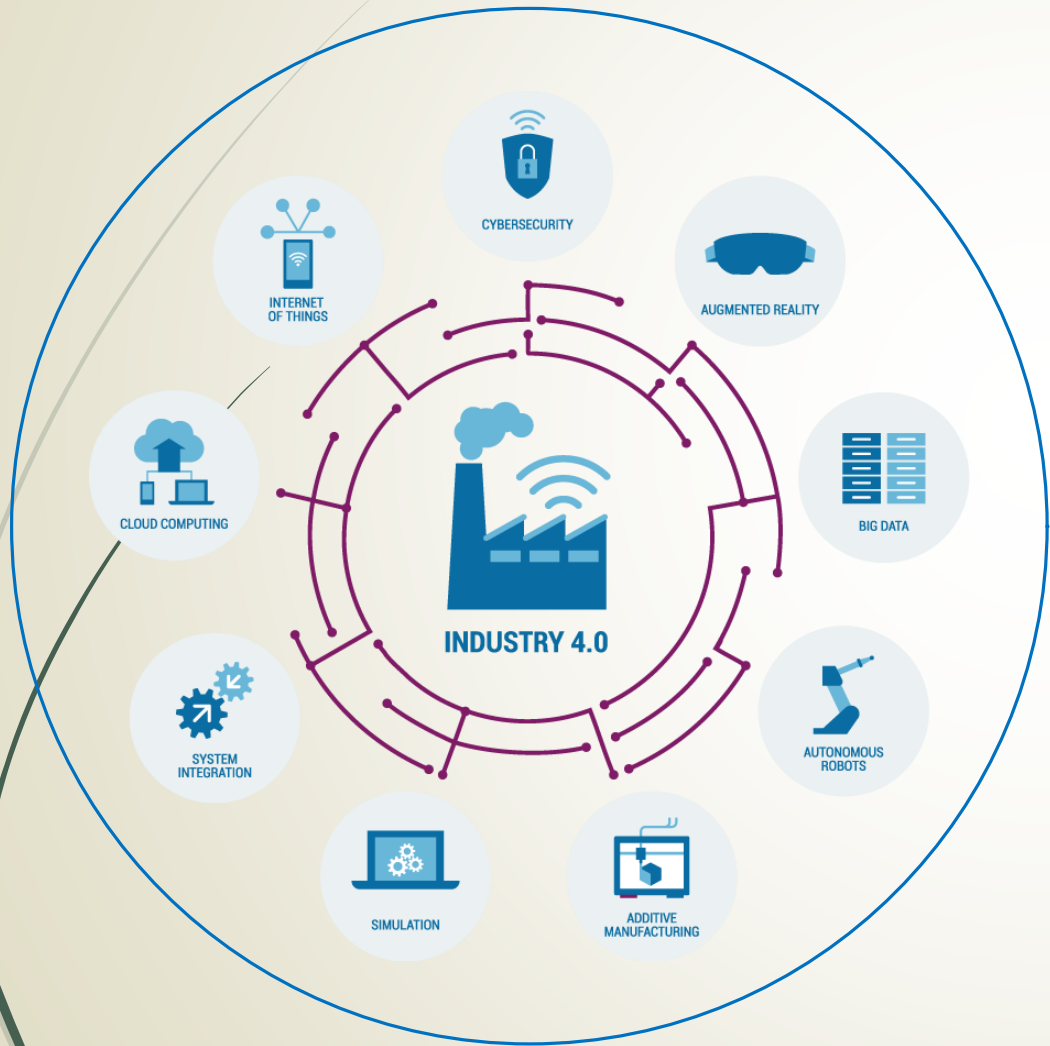 CYBERSECURITY
AUGMENTED REALITY
BIG DATA
AUTONOMOUS
ROBOTS
ADDITIVE
MANUFACTURING
SIMULATION
SYSTEM
INTEGRATION
CLOUD COMPUTING
INTERNET
OF THINGS
INDUSTRY 4.0